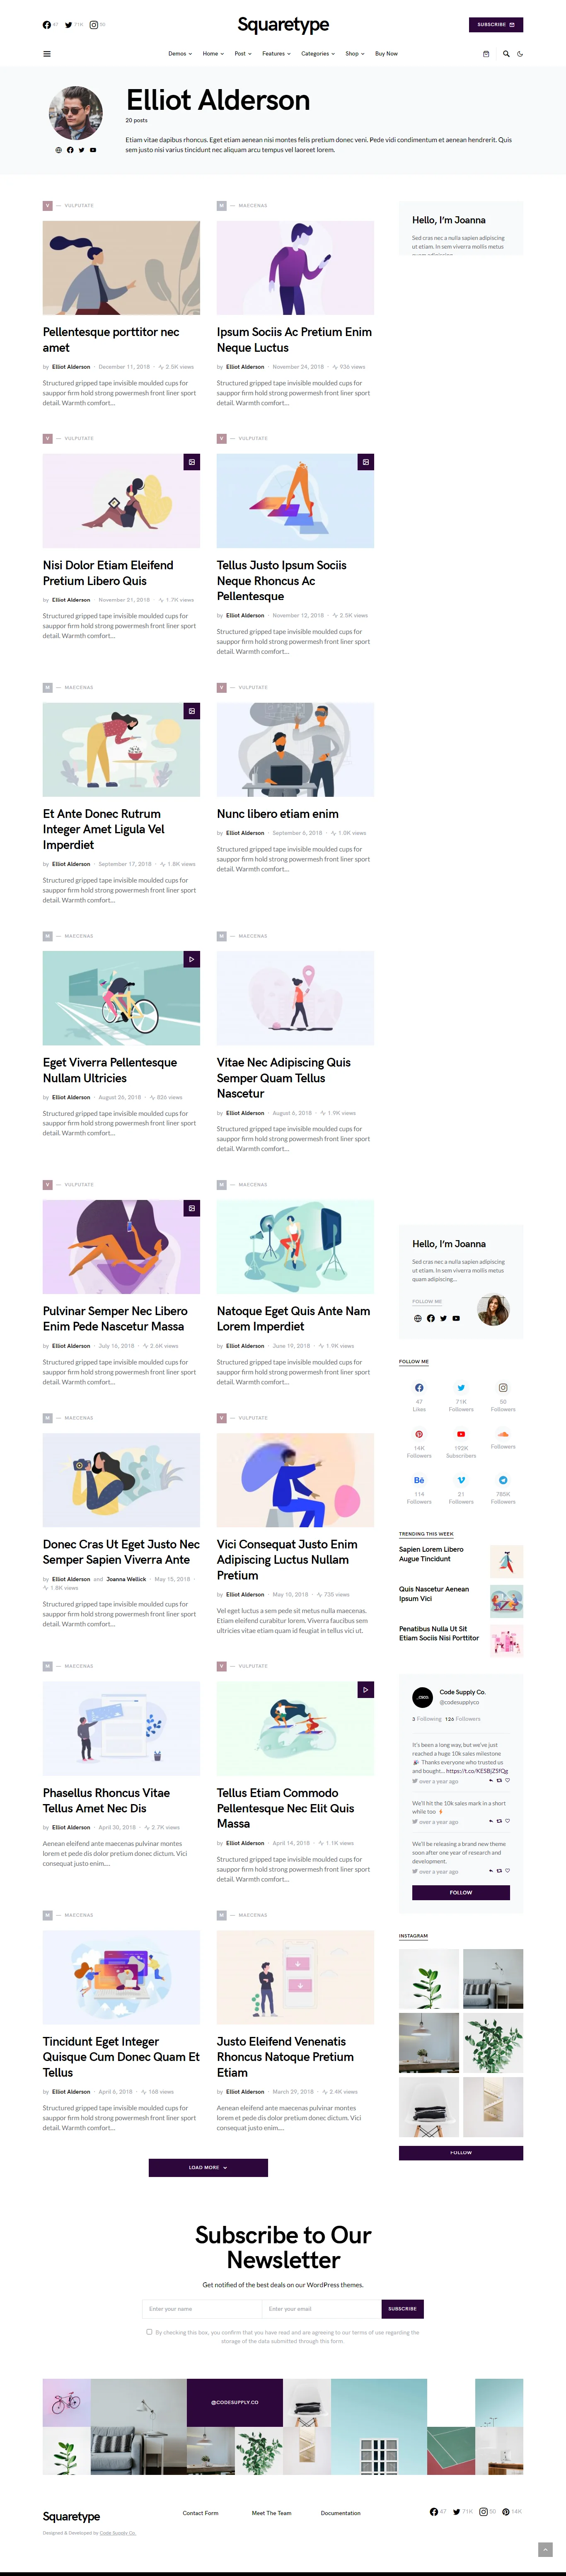 47 71K 50
Squaretype
SUBSCRIBE
Demos Home Post Features Categories Shop Buy Now
Elliot Alderson
20 posts
Etiam vitae dapibus rhoncus. Eget etiam aenean nisi montes felis pretium donec veni. Pede vidi condimentum et aenean hendrerit. Quis
sem justo nisi varius tincidunt nec aliquam arcu tempus vel laoreet lorem.
V — VULPUTATE
Pellentesque porttitor nec
amet
by Elliot Alderson · December 11, 2018 · 2.5K views
Structured gripped tape invisible moulded cups for
sauppor firm hold strong powermesh front liner sport
detail. Warmth comfort...
M — MAECENAS
Ipsum Sociis Ac Pretium Enim
Neque Luctus
by Elliot Alderson · November 24, 2018 · 936 views
Structured gripped tape invisible moulded cups for
sauppor firm hold strong powermesh front liner sport
detail. Warmth comfort...
Hello, I’m Joanna
Sed cras nec a nulla sapien adipiscing
ut etiam. In sem viverra mollis metus
V — VULPUTATE
Nisi Dolor Etiam Eleifend
Pretium Libero Quis
by Elliot Alderson · November 21, 2018 · 1.7K views
Structured gripped tape invisible moulded cups for
sauppor firm hold strong powermesh front liner sport
detail. Warmth comfort...
V — VULPUTATE
Tellus Justo Ipsum Sociis
Neque Rhoncus Ac
Pellentesque
by Elliot Alderson · November 12, 2018 · 2.5K views
Structured gripped tape invisible moulded cups for
sauppor firm hold strong powermesh front liner sport
detail. Warmth comfort...
M — MAECENAS
Et Ante Donec Rutrum
Integer Amet Ligula Vel
Imperdiet
by Elliot Alderson · September 17, 2018 · 1.8K views
Structured gripped tape invisible moulded cups for
sauppor firm hold strong powermesh front liner sport
detail. Warmth comfort...
V — VULPUTATE
Nunc libero etiam enim
by Elliot Alderson · September 6, 2018 · 1.0K views
Structured gripped tape invisible moulded cups for
sauppor firm hold strong powermesh front liner sport
detail. Warmth comfort...
M — MAECENAS
Eget Viverra Pellentesque
Nullam Ultricies
by Elliot Alderson · August 26, 2018 · 826 views
Structured gripped tape invisible moulded cups for
sauppor firm hold strong powermesh front liner sport
detail. Warmth comfort...
M — MAECENAS
Vitae Nec Adipiscing Quis
Semper Quam Tellus
Nascetur
by Elliot Alderson · August 6, 2018 · 1.9K views
Structured gripped tape invisible moulded cups for
sauppor firm hold strong powermesh front liner sport
detail. Warmth comfort...
V — VULPUTATE
Pulvinar Semper Nec Libero
Enim Pede Nascetur Massa
by Elliot Alderson · July 16, 2018 · 2.6K views
Structured gripped tape invisible moulded cups for
sauppor firm hold strong powermesh front liner sport
detail. Warmth comfort...
M — MAECENAS
Natoque Eget Quis Ante Nam
Lorem Imperdiet
by Elliot Alderson · June 19, 2018 · 1.9K views
Structured gripped tape invisible moulded cups for
sauppor firm hold strong powermesh front liner sport
detail. Warmth comfort...
M — MAECENAS
Donec Cras Ut Eget Justo Nec
Semper Sapien Viverra Ante
by Elliot Alderson and Joanna Wellick · May 15, 2018 ·
1.8K views
Structured gripped tape invisible moulded cups for
sauppor firm hold strong powermesh front liner sport
detail. Warmth comfort...
V — VULPUTATE
Vici Consequat Justo Enim
Adipiscing Luctus Nullam
Pretium
by Elliot Alderson · May 10, 2018 · 730 views
Vel eget luctus a sem pede sit metus nulla maecenas.
Etiam eleifend curabitur lorem. Viverra faucibus sem
ultricies vitae etiam quis id feugiat in tellus vici ut.
M — MAECENAS
Phasellus Rhoncus Vitae
Tellus Amet Nec Dis
by Elliot Alderson · April 30, 2018 · 2.7K views
Aenean eleifend ante maecenas pulvinar montes
lorem et pede dis dolor pretium donec dictum. Vici
consequat justo enim....
V — VULPUTATE
Tellus Etiam Commodo
Pellentesque Nec Elit Quis
Massa
by Elliot Alderson · April 14, 2018 · 1.1K views
Structured gripped tape invisible moulded cups for
sauppor firm hold strong powermesh front liner sport
detail. Warmth comfort...
M — MAECENAS
Tincidunt Eget Integer
Quisque Cum Donec Quam Et
Tellus
by Elliot Alderson · April 6, 2018 · 168 views
Structured gripped tape invisible moulded cups for
sauppor firm hold strong powermesh front liner sport
detail. Warmth comfort...
M — MAECENAS
Justo Eleifend Venenatis
Rhoncus Natoque Pretium
Etiam
by Elliot Alderson · March 29, 2018 · 2.4K views
Aenean eleifend ante maecenas pulvinar montes
lorem et pede dis dolor pretium donec dictum. Vici
consequat justo enim....
LOAD MORE
Hello, I’m Joanna
Sed cras nec a nulla sapien adipiscing
ut etiam. In sem viverra mollis metus
quam adipiscing...
FOLLOW ME
FOLLOW ME
47 71K 50
Likes Followers Followers
14K Followers
Followers Subscribers
114 21 785K
Followers Followers Followers
TRENDING THIS WEEK
Sapien Lorem Libero
Augue Tincidunt
Quis Nascetur Aenean
Ipsum Vici
Penatibus Nulla Ut Sit
Etiam Sociis Nisi Porttitor
Code Supply Co.
@codesupplyco
3 Following 126 Followers
It’s been a long way, but we’ve just
reached a huge 10k sales milestone
Thanks everyone who trusted us
and bought… https://t.co/KESBjZSfQg
over a year ago
We’ll hit the 10k sales mark in a short
while too
over a year ago
We’ll be releasing a brand new theme
soon after one year of research and
development.
over a year ago
FOLLOW
INSTAGRAM
FOLLOW
Subscribe to Our
Newsletter
Get notified of the best deals on our WordPress themes.
Enter your name Enter your email SUBSCRIBE
By checking this box, you confirm that you have read and are agreeing to our terms of use regarding the
storage of the data submitted through this form
@CODESUPPLY.CO
Squaretype
Contact Form Meet The Team Documentation
47 71K 50 14K
Designed & Developed by Code Supply Co.